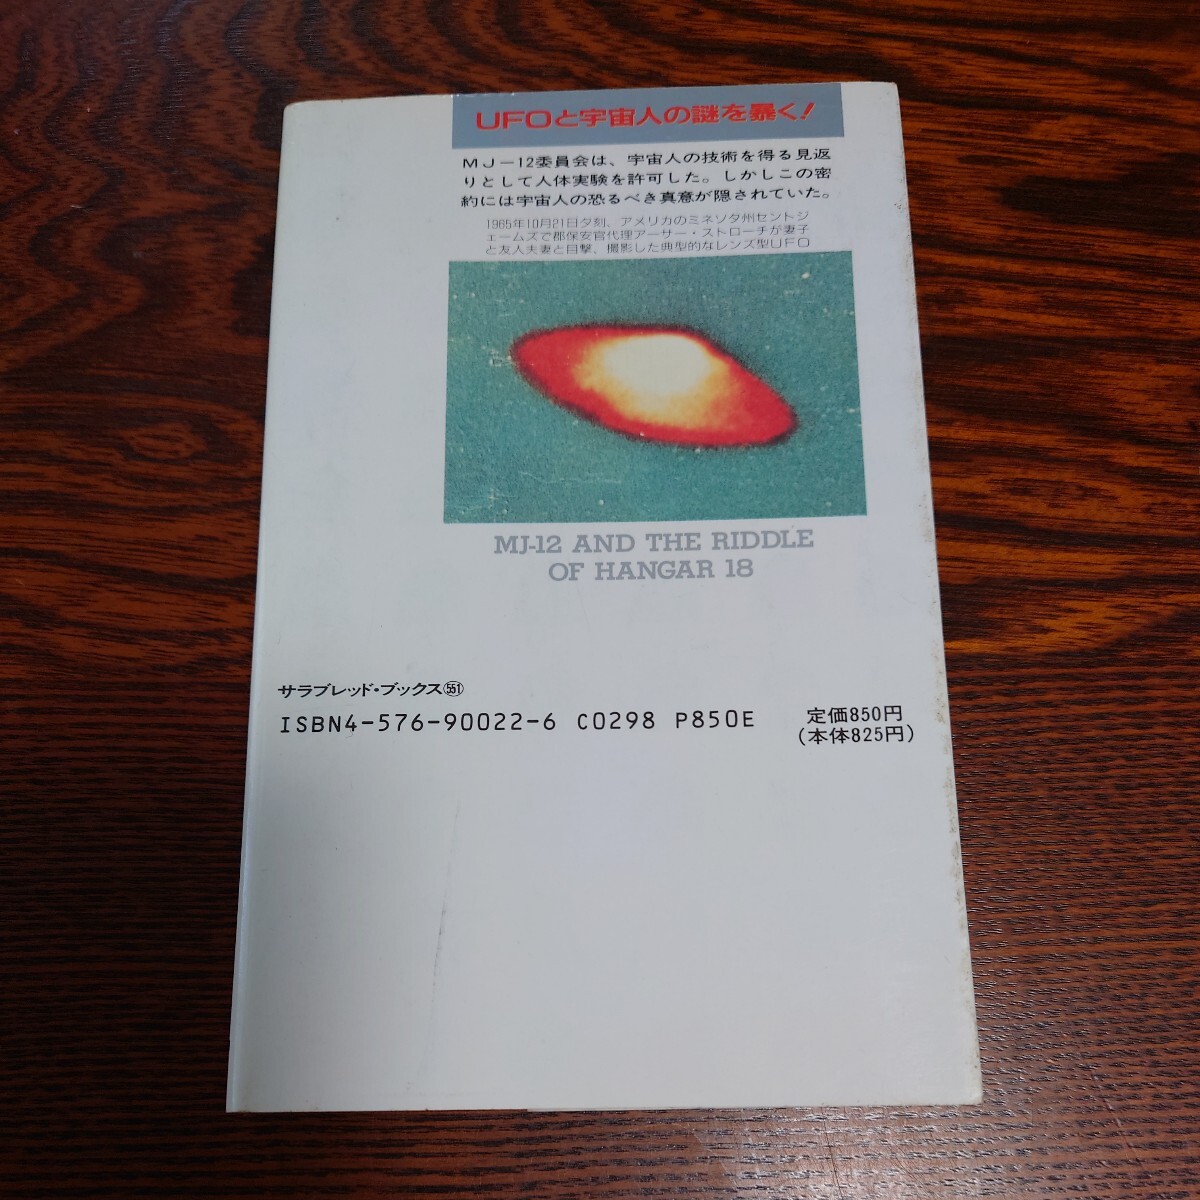 UFOと宇宙人の謎を暴く!
MJ-12委員会は、宇宙人の技術を得る見返
りとして人体実験を許可した。しかしこの密
約には宇宙人の恐るべき真意が隠されていた。
1965年10月21日夕刻、アメリカのミネソタ州セントジ
ェームズで郡保安官代理アーサー・ストローチが妻子
と友人夫妻と目撃、撮影した典型的なレンズ型UFO
MJ-12 AND THE RIDDLE
OF HANGAR 18
サラブレッド・ブックス(551)
ISBN4-576-90022-6 C0298 P850E
定価850円
(本体825円)